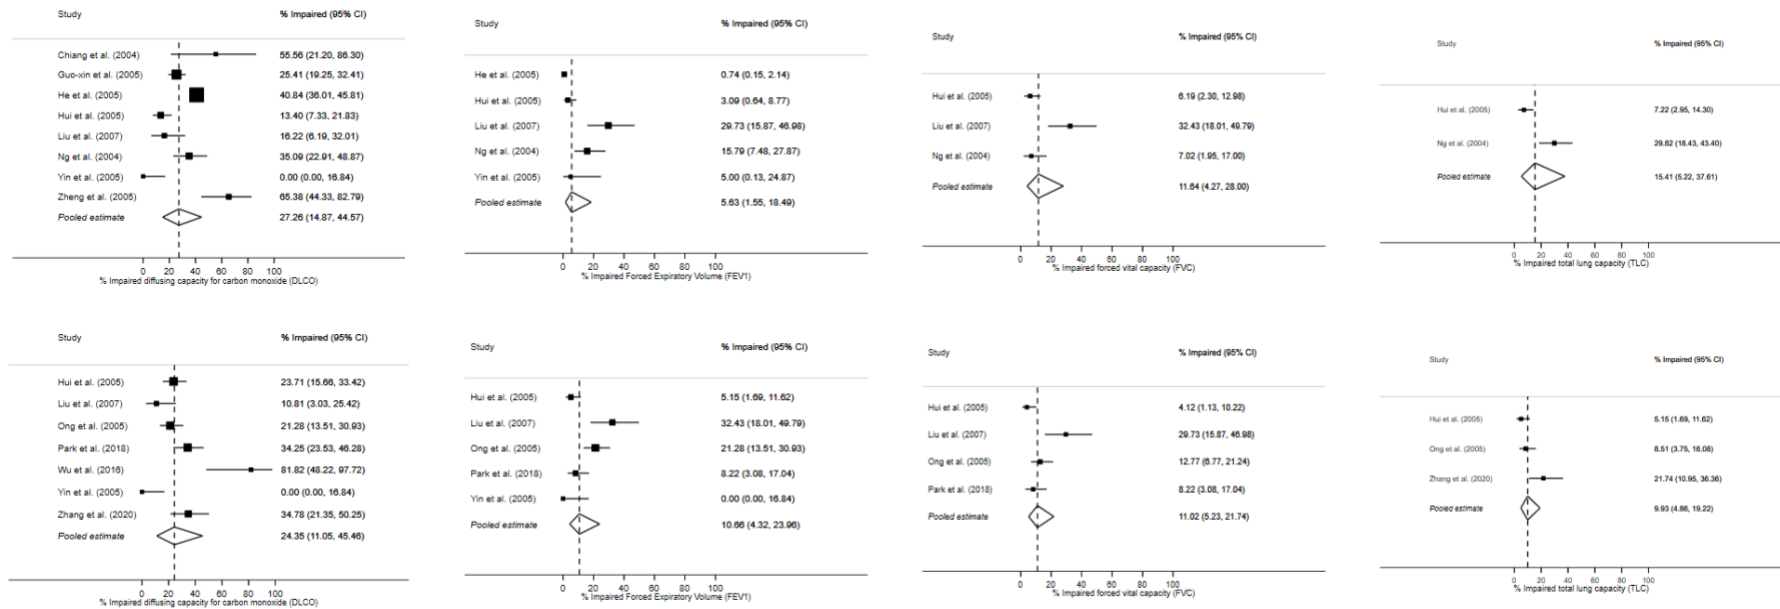 Study % Impaired (95% CI)
Chiang et al. (2004) 55.56 (21.20, 86.30)
Guo-xin et al. (2005) 25.41 (19.25, 32.41)
He et al. (2005) 40.84 (36.01, 45.81)
Hui et al. (2005) 13.40 (7.33, 21.83)
Liu et al. (2007) 16.22 (6.19, 32.01)
Ng et al. (2004) 35.09 (22.91, 48.87)
Yin et al. (2005) 0.00 (0.00, 16.84)
Zheng et al. (2005) 65.38 (44.33, 82.79)
Pooled estimate 27.26 (14.87, 44.57)
0 20 40 60 80 100
% Impaired diffusing capacity for carbon monoxide (DLCO)
Study % Impaired (95% CI)
He et al. (2005) 0.74 (0.15, 2.14)
Hui et al. (2005) 3.09 (0.64, 8.77)
Liu et al. (2007) 29.73 (15.87, 46.98)
Ng et al. (2004) 15.79 (7.48, 27.87)
Yin et al. (2005) 5.00 (0.13, 24.87)
Pooled estimate 5.63 (1.55, 18.49)
0 20 40 60 80 100
% Impaired Forced Expiratory Volume (FEV1)
Study % Impaired (95% CI)
Hui et al. (2005) 6.19 (2.30, 12.98)
Liu et al. (2007) 32.43 (18.01, 49.79)
Ng et al. (2004) 7.02 (1.95, 17.00)
Pooled estimate 11.64 (4.27, 28.00)
0 20 40 60 80 100
% Impaired forced vital capacity (FVC)
Study % Impaired (95% CI)
Hui et al. (2005) 7.22 (2.95, 14.30)
Ng et al. (2004) 29.82 (18.43, 43.40)
Pooled estimate 15.41 (5.22, 37.61)
0 20 40 60 80 100
% Impaired total lung capacity (TLC)
Study % Impaired (95% CI)
Hui et al. (2005) 23.71 (15.66, 33.42)
Liu et al. (2007) 10.81 (3.03, 25.42)
Ong et al. (2005) 21.28 (13.51, 30.93)
Park et al. (2018) 34.25 (23.53, 46.28)
Wu et al. (2016) 81.82 (48.22, 97.72)
Yin et al. (2005) 0.00 (0.00, 16.84)
Zhang et al. (2020) 34.78 (21.35, 50.25)
Pooled estimate 24.35 (11.05, 45.46)
0 20 40 60 80 100
% Impaired diffusing capacity for carbon monoxide (DLCO)
Study % Impaired (95% CI)
Hui et al. (2005) 5.15 (1.69, 11.62)
Liu et al. (2007) 32.43 (18.01, 49.79)
Ong et al. (2005) 21.28 (13.51, 30.93)
Park et al. (2018) 8.22 (3.08, 17.04)
Yin et al. (2005) 0.00 (0.00, 16.84)
Pooled estimate 10.66 (4.32, 23.96)
0 20 40 60 80 100
% Impaired Forced Expiratory Volume (FEV1)
Study % Impaired (95% CI)
Hui et al. (2005) 4.12 (1.13, 10.22)
Liu et al. (2007) 29.73 (15.87, 46.98)
Ong et al. (2005) 12.77 (6.77, 21.24)
Park et al. (2018) 8.22 (3.08, 17.04)
Pooled estimate 11.02 (5.23, 21.74)
0 20 40 60 80 100
% Impaired forced vital capacity (FVC)
Study % Impaired (95% CI)
Hui et al. (2005) 5.15 (1.69, 11.62)
Ong et al. (2005) 8.51 (3.75, 16.08)
Zhang et al. (2020) 21.74 (10.95, 36.36)
Pooled estimate 9.93 (4.86, 19.22)
0 20 40 60 80 100
% Impaired total lung capacity (TLC)